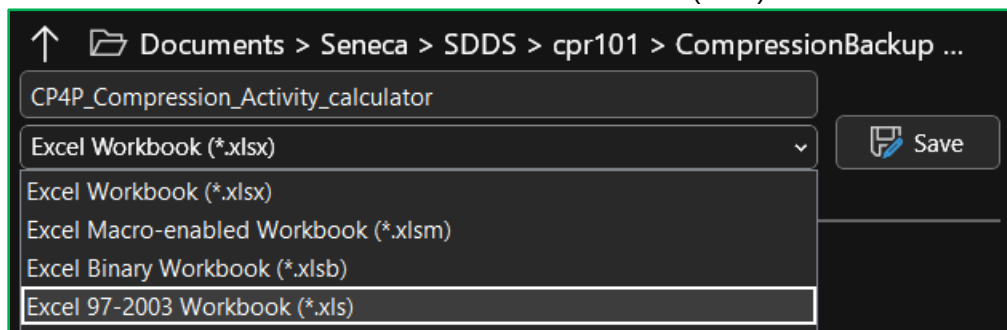 Documents > Seneca > SDDS > cpr101 > CompressionBackup ...
CP4P_Compression_Activity_calculator
Excel Workbook (*.xlsx)
Save
Excel Workbook (*.xlsx)
Excel Macro-enabled Workbook (*.xlsm)
Excel Binary Workbook (*.xlsb)
Excel 97-2003 Workbook (*.xls)